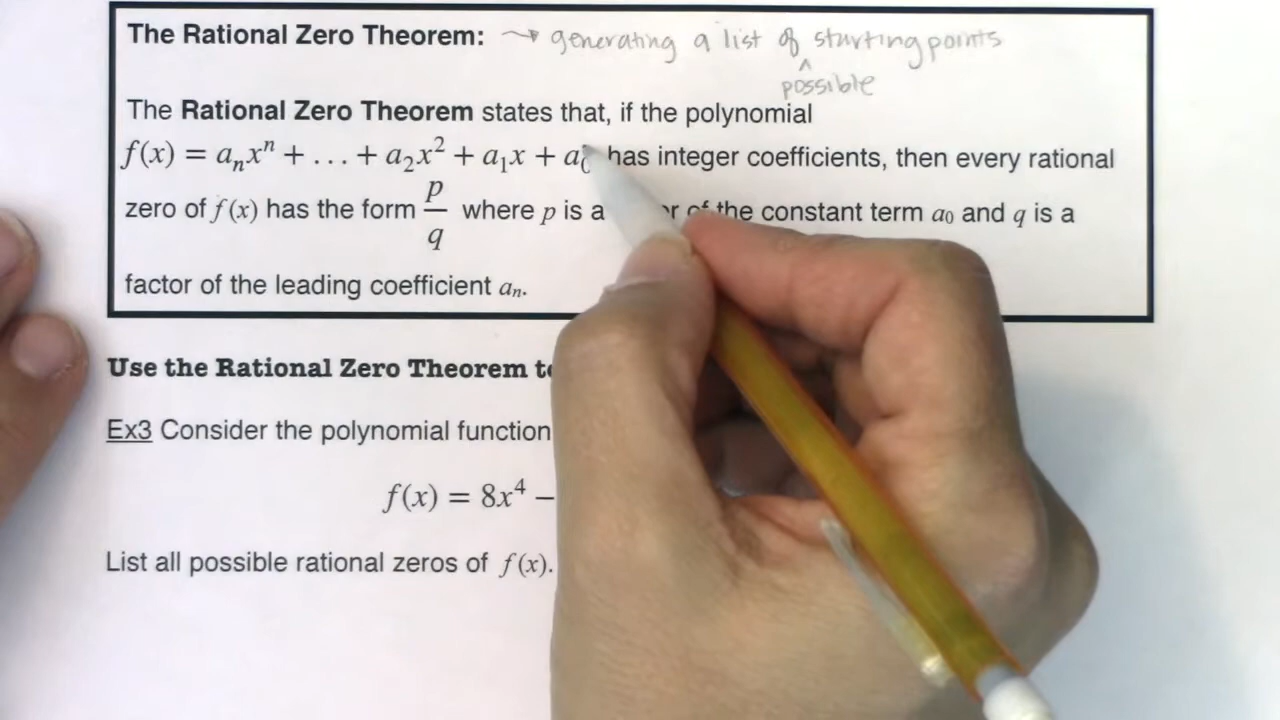 The Rational Zero Theorem: → generating a list of starting points
^
possible
The Rational Zero Theorem states that, if the polynomial
f(x) = aₙxⁿ + … + a₂x² + a₁x + a has integer coefficients, then every rational
zero of f(x) has the form p/q where p is a of the constant term a₀ and q is a
factor of the leading coefficient aₙ.
Use the Rational Zero Theorem
Ex3 Consider the polynomial function
f(x) = 8x⁴ −
List all possible rational zeros of f(x).